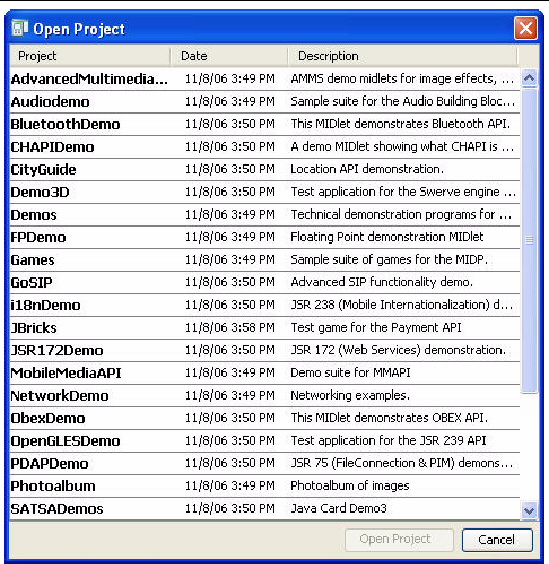 Open Project
Project Date Description
AdvancedMultimedia... 11/8/06 3:49 PM AMMS demo midlets for image effects, ...
Audiodemo 11/8/06 3:49 PM Sample suite for the Audio Building Bloc...
BluetoothDemo 11/8/06 3:50 PM This MIDlet demonstrates Bluetooth API.
CHAPIDemo 11/8/06 3:50 PM A demo MIDlet showing what CHAPI is ...
CityGuide 11/8/06 3:50 PM Location API demonstration.
Demo3D 11/8/06 3:50 PM Test application for the Swerve engine ...
Demos 11/8/06 3:49 PM Technical demonstration programs for ...
FPDemo 11/8/06 3:49 PM Floating Point demonstration MIDlet
Games 11/8/06 3:49 PM Sample suite of games for the MIDP.
GoSIP 11/8/06 3:50 PM Advanced SIP functionality demo.
i18nDemo 11/8/06 3:50 PM JSR 238 (Mobile Internationalization) d...
JBricks 11/8/06 3:58 PM Test game for the Payment API
JSR172Demo 11/8/06 3:50 PM JSR 172 (Web Services) demonstration.
MobileMediaAPI 11/8/06 3:49 PM Demo suite for MMAPI
NetworkDemo 11/8/06 3:49 PM Networking examples.
ObexDemo 11/8/06 3:50 PM This MIDlet demonstrates OBEX API.
OpenGLESDemo 11/8/06 3:50 PM Test application for the JSR 239 API
PDAPDemo 11/8/06 3:50 PM JSR 75 (FileConnection & PIM) demons...
Photoalbum 11/8/06 3:49 PM Photoalbum of images
SATSADemos 11/8/06 3:50 PM Java Card Demo3
Open Project Cancel